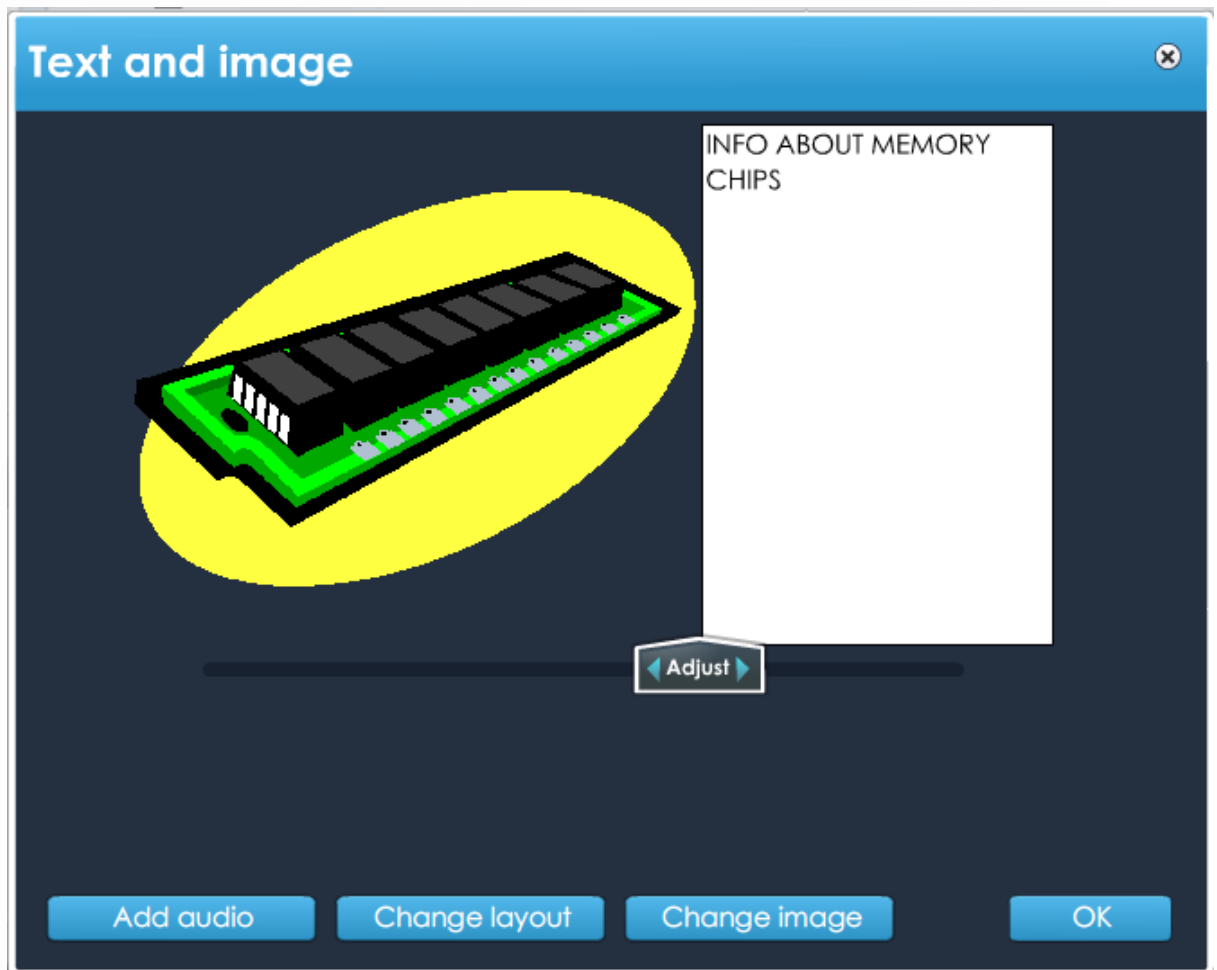 Text and image
INFO ABOUT MEMORY
CHIPS
Adjust
Add audio
Change layout
Change image
OK